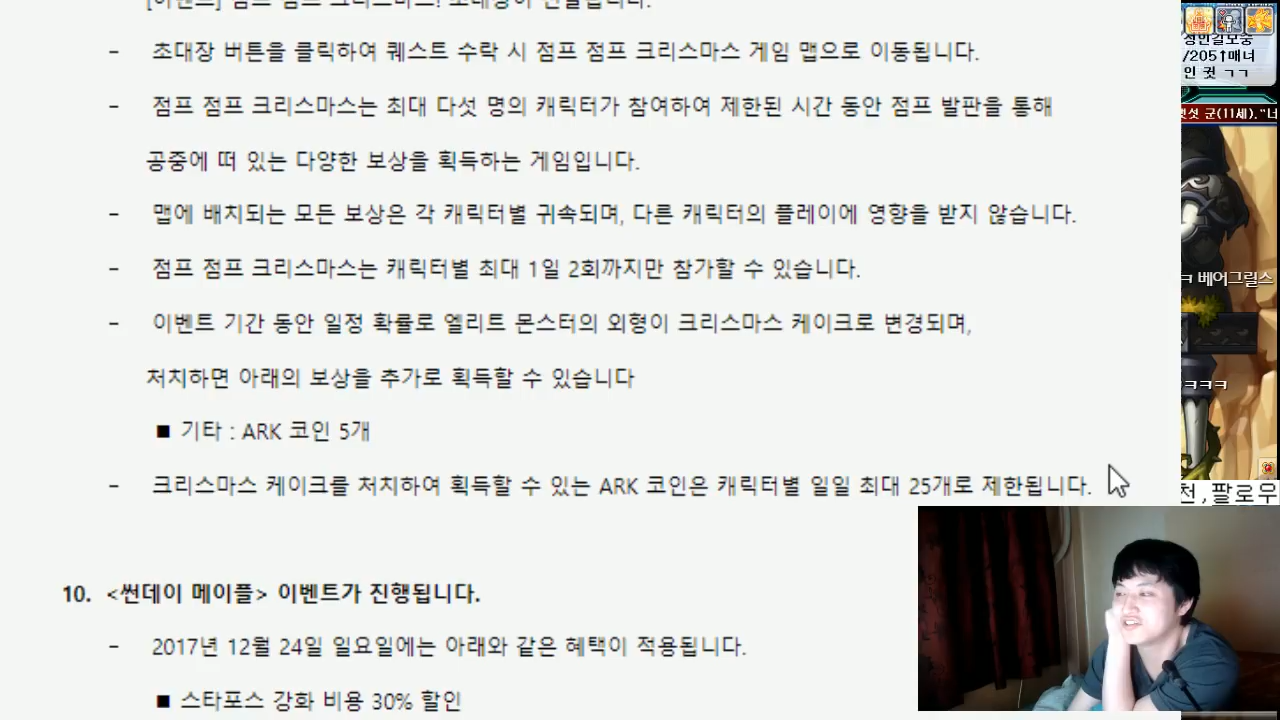 [이벤트] 점프 점프 크리스마스! 초대장이 전달됩니다.
- 초대장 버튼을 클릭하여 퀘스트 수락 시 점프 점프 크리스마스 게임 맵으로 이동됩니다.
- 점프 점프 크리스마스는 최대 다섯 명의 캐릭터가 참여하여 제한된 시간 동안 점프 발판을 통해
공중에 떠 있는 다양한 보상을 획득하는 게임입니다.
- 맵에 배치되는 모든 보상은 각 캐릭터별 귀속되며, 다른 캐릭터의 플레이에 영향을 받지 않습니다.
- 점프 점프 크리스마스는 캐릭터별 최대 1일 2회까지만 참가할 수 있습니다.
- 이벤트 기간 동안 일정 확률로 엘리트 몬스터의 외형이 크리스마스 케이크로 변경되며,
처치하면 아래의 보상을 추가로 획득할 수 있습니다
■ 기타 : ARK 코인 5개
- 크리스마스 케이크를 처치하여 획득할 수 있는 ARK 코인은 캐릭터별 일일 최대 25개로 제한됩니다.
10. <썬데이 메이플> 이벤트가 진행됩니다.
- 2017년 12월 24일 일요일에는 아래와 같은 혜택이 적용됩니다.
■ 스타포스 강화 비용 30% 할인
/205↑매너
인 귓 ㄱㄱ
군(11세)."너
ㅋ 베어그릴스
ㅋㅋㅋ
천,팔로우